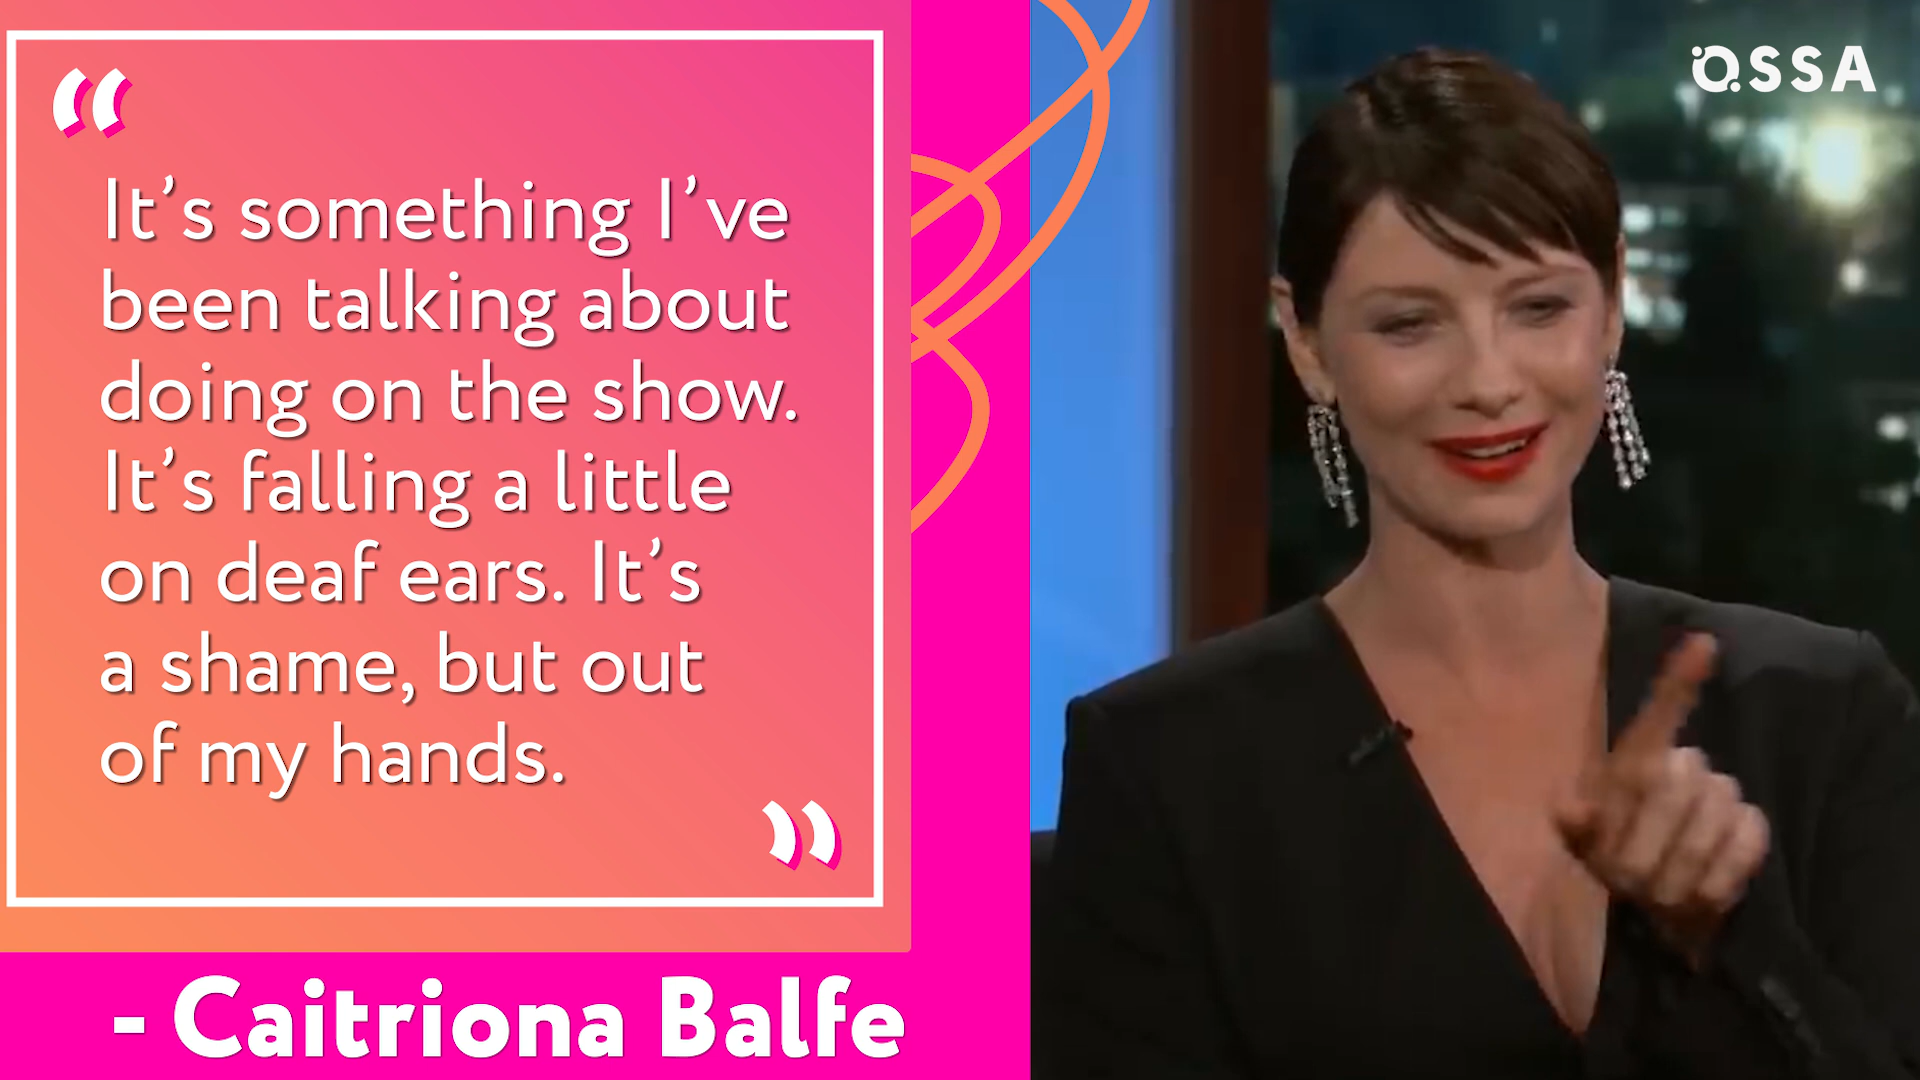 “
It’s something I’ve
been talking about
doing on the show.
It’s falling a little
on deaf ears. It’s
a shame, but out
of my hands.
”
- Caitriona Balfe
OSSA